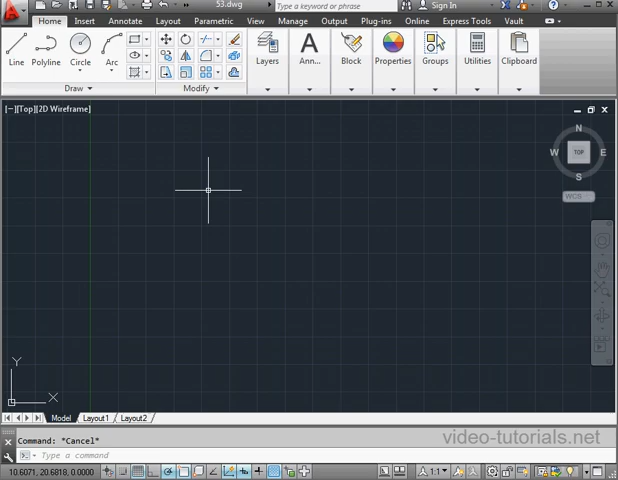 53.dwg
Type a keyword or phrase
Sign In
Home Insert Annotate Layout Parametric View Manage Output Plug-ins Online Express Tools Vault
Line Polyline Circle Arc Layers Ann... Block Properties Groups Utilities Clipboard
Draw Modify
[−][Top][2D Wireframe]
N
W TOP E
S
WCS
Y
X
Model Layout1 Layout2
Command: *Cancel*
video-tutorials.net
Type a command
10.6071, 20.6818, 0.0000
1:1